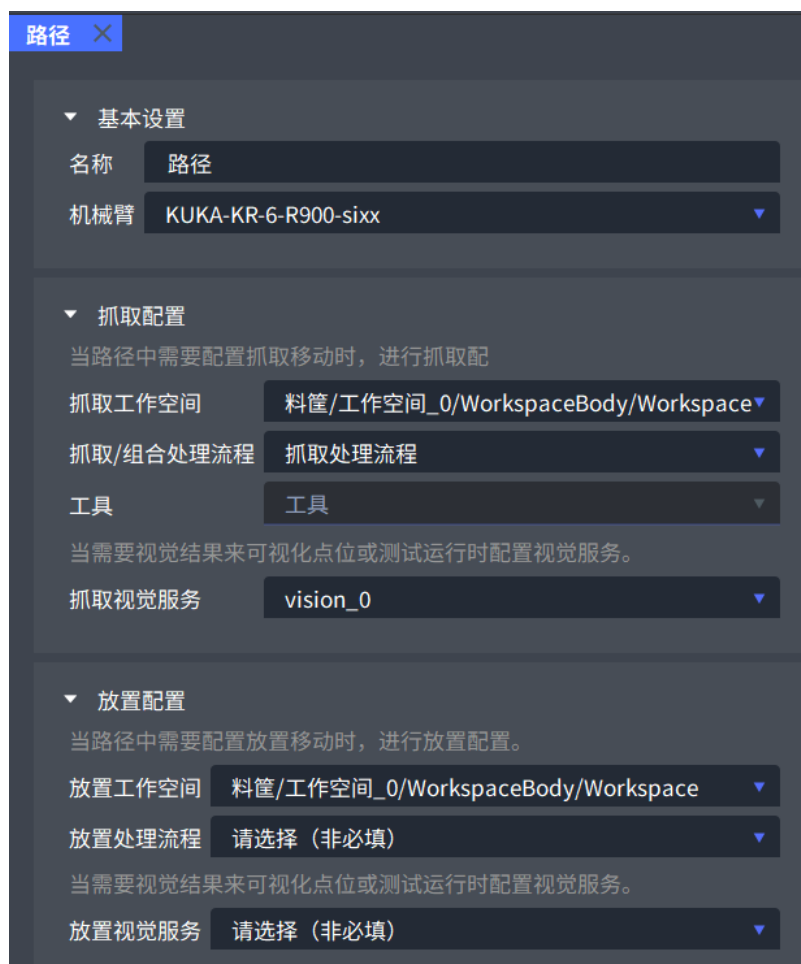 路径
基本设置
名称 路径
机械臂 KUKA-KR-6-R900-sixx
抓取配置
当路径中需要配置抓取移动时，进行抓取配
抓取工作空间 料筐/工作空间_0/WorkspaceBody/Workspace
抓取/组合处理流程 抓取处理流程
工具 工具
当需要视觉结果来可视化点位或测试运行时配置视觉服务。
抓取视觉服务 vision_0
放置配置
当路径中需要配置放置移动时，进行放置配置。
放置工作空间 料筐/工作空间_0/WorkspaceBody/Workspace
放置处理流程 请选择（非必填）
当需要视觉结果来可视化点位或测试运行时配置视觉服务。
放置视觉服务 请选择（非必填）